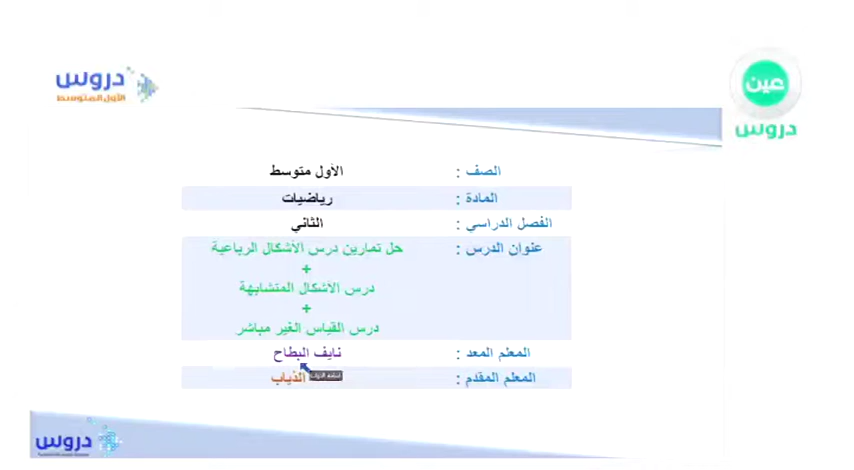 دروس
الأول المتوسط
عين
دروس
الصف : الأول متوسط
المادة : رياضيات
الفصل الدراسي : الثاني
عنوان الدرس : حل تمارين درس الأشكال الرباعية
+
درس الأشكال المتشابهة
+
درس القياس الغير مباشر
المعلم المعد : نايف البطاح
المعلم المقدم : الذياب
دروس